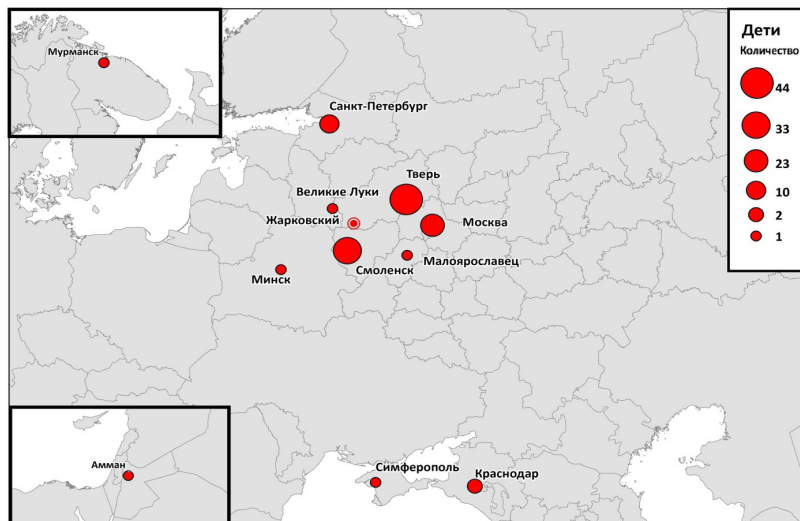 Мурманск
Дети
Количество
44
33
23
10
2
1
Санкт-Петербург
Тверь
Великие Луки
Жарковский
Москва
Смоленск
Малоярославец
Минск
Амман
Симферополь
Краснодар